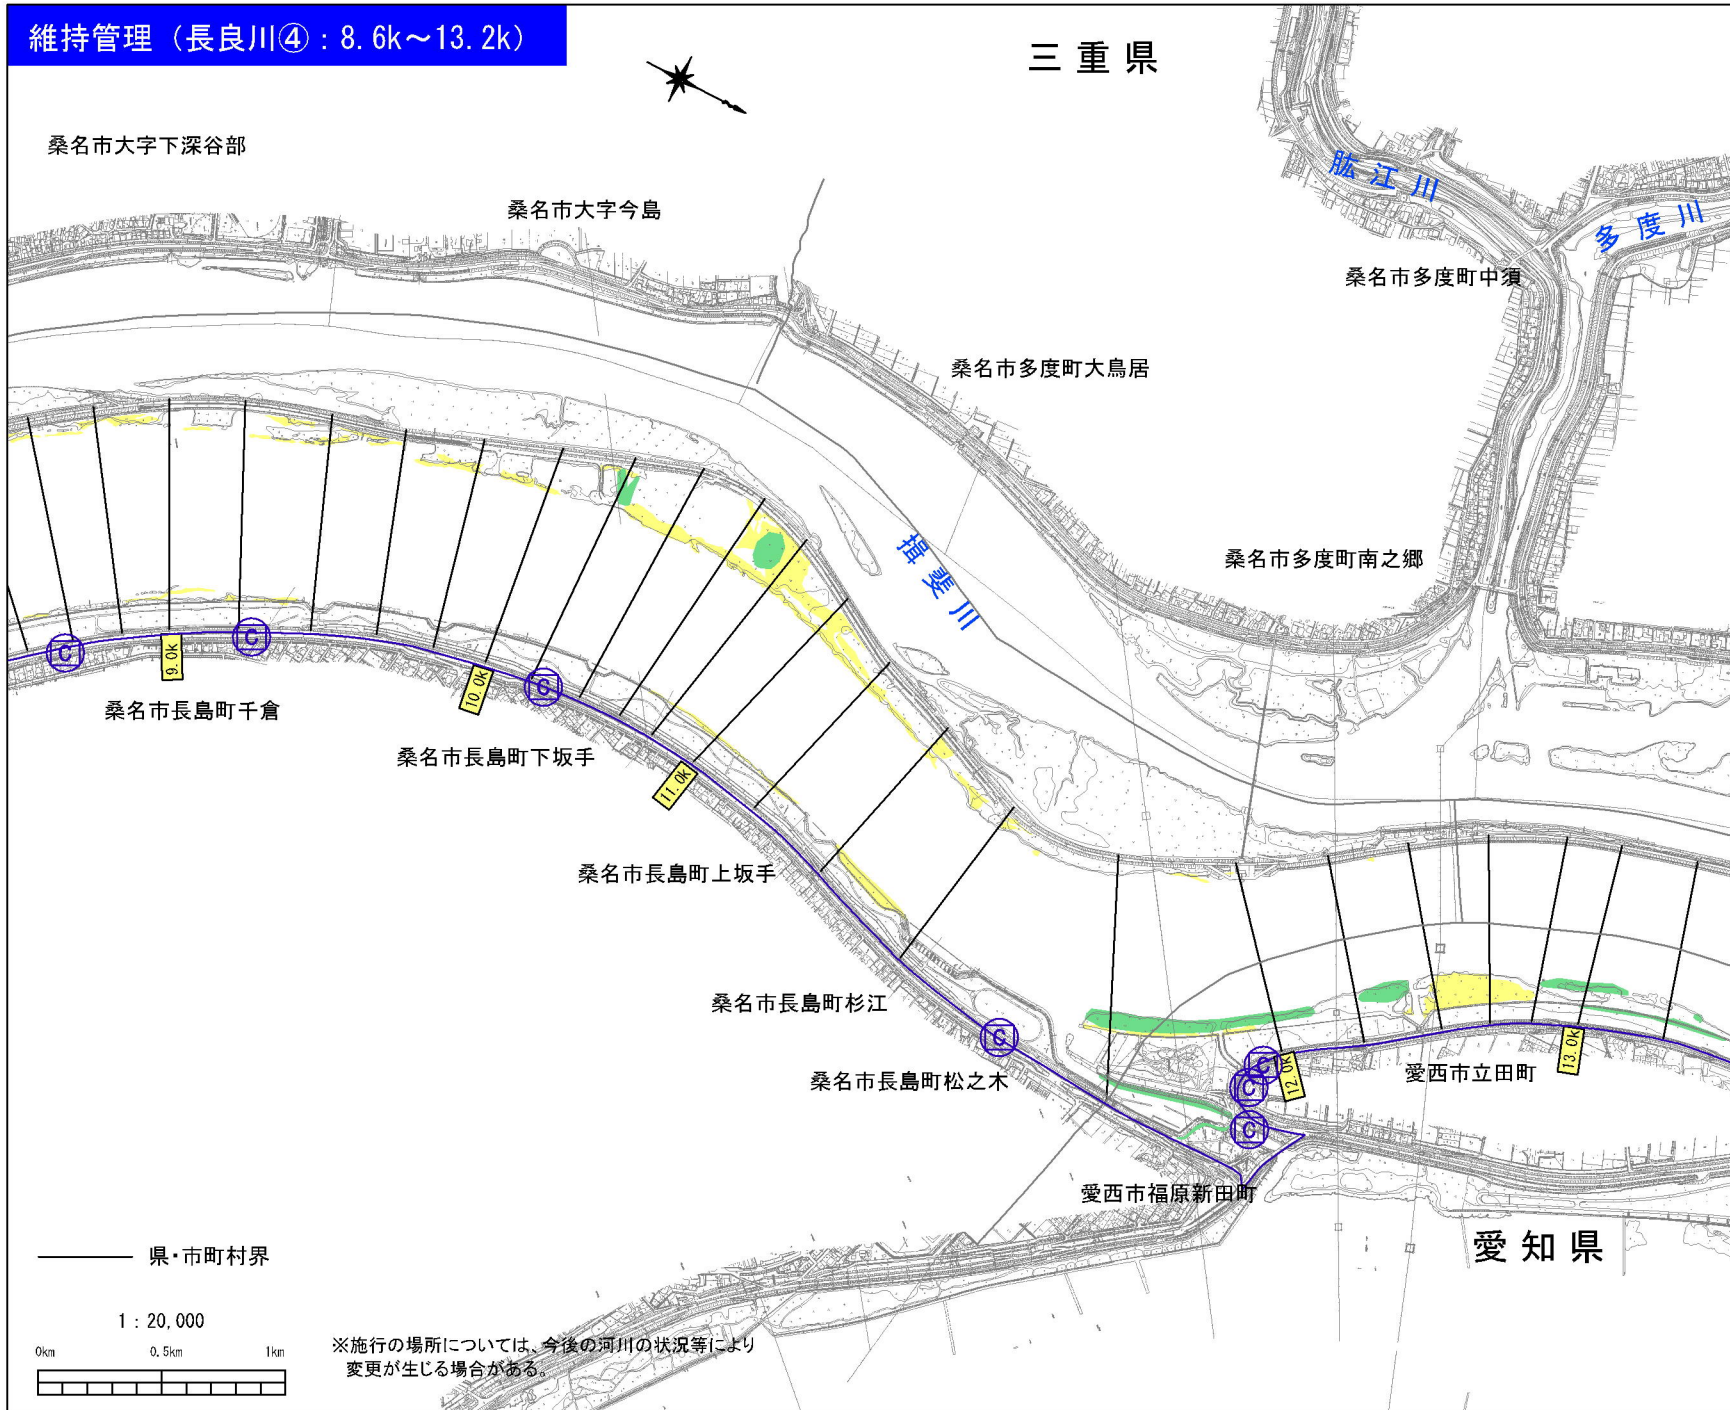 維持管理（長良川④：8.6k～13.2k）
三重県
桑名市大字下深谷部
肱江川
桑名市大字今島
多度川
桑名市多度町中須
桑名市多度町大鳥居
揖斐川
桑名市多度町南之郷
C
C
9.0k
10.0k
C
桑名市長島町千倉
桑名市長島町下坂手
11.0k
桑名市長島町上坂手
桑名市長島町杉江
C
桑名市長島町松之木
C
C
C
12.0k
13.0k
愛西市立田町
愛西市福原新田町
愛知県
県・市町村界
1：20,000
0km 0.5km 1km
※施行の場所については、今後の河川の状況等により
変更が生じる場合がある。